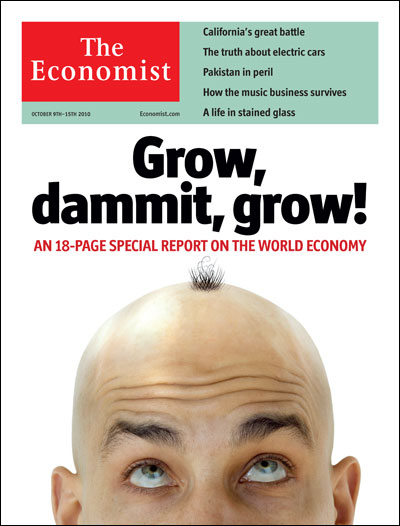 The
Economist
OCTOBER 9TH–15TH 2010
Economist.com
California's great battle
The truth about electric cars
Pakistan in peril
How the music business survives
A life in stained glass
Grow,
dammit, grow!
AN 18-PAGE SPECIAL REPORT ON THE WORLD ECONOMY